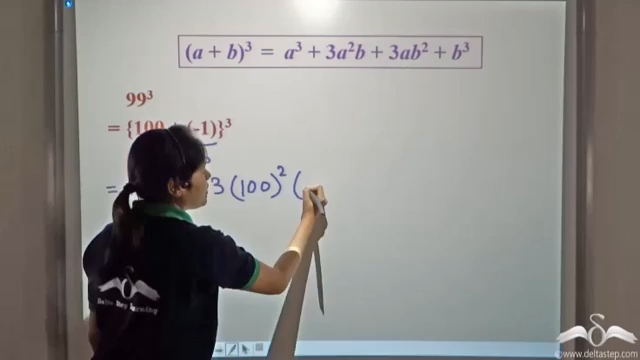 (a + b)³ = a³ + 3a²b + 3ab² + b³
99³
= {100 + (-1)}³
= 3 (100)² (
Delta Step Learning
© www.deltastep.com